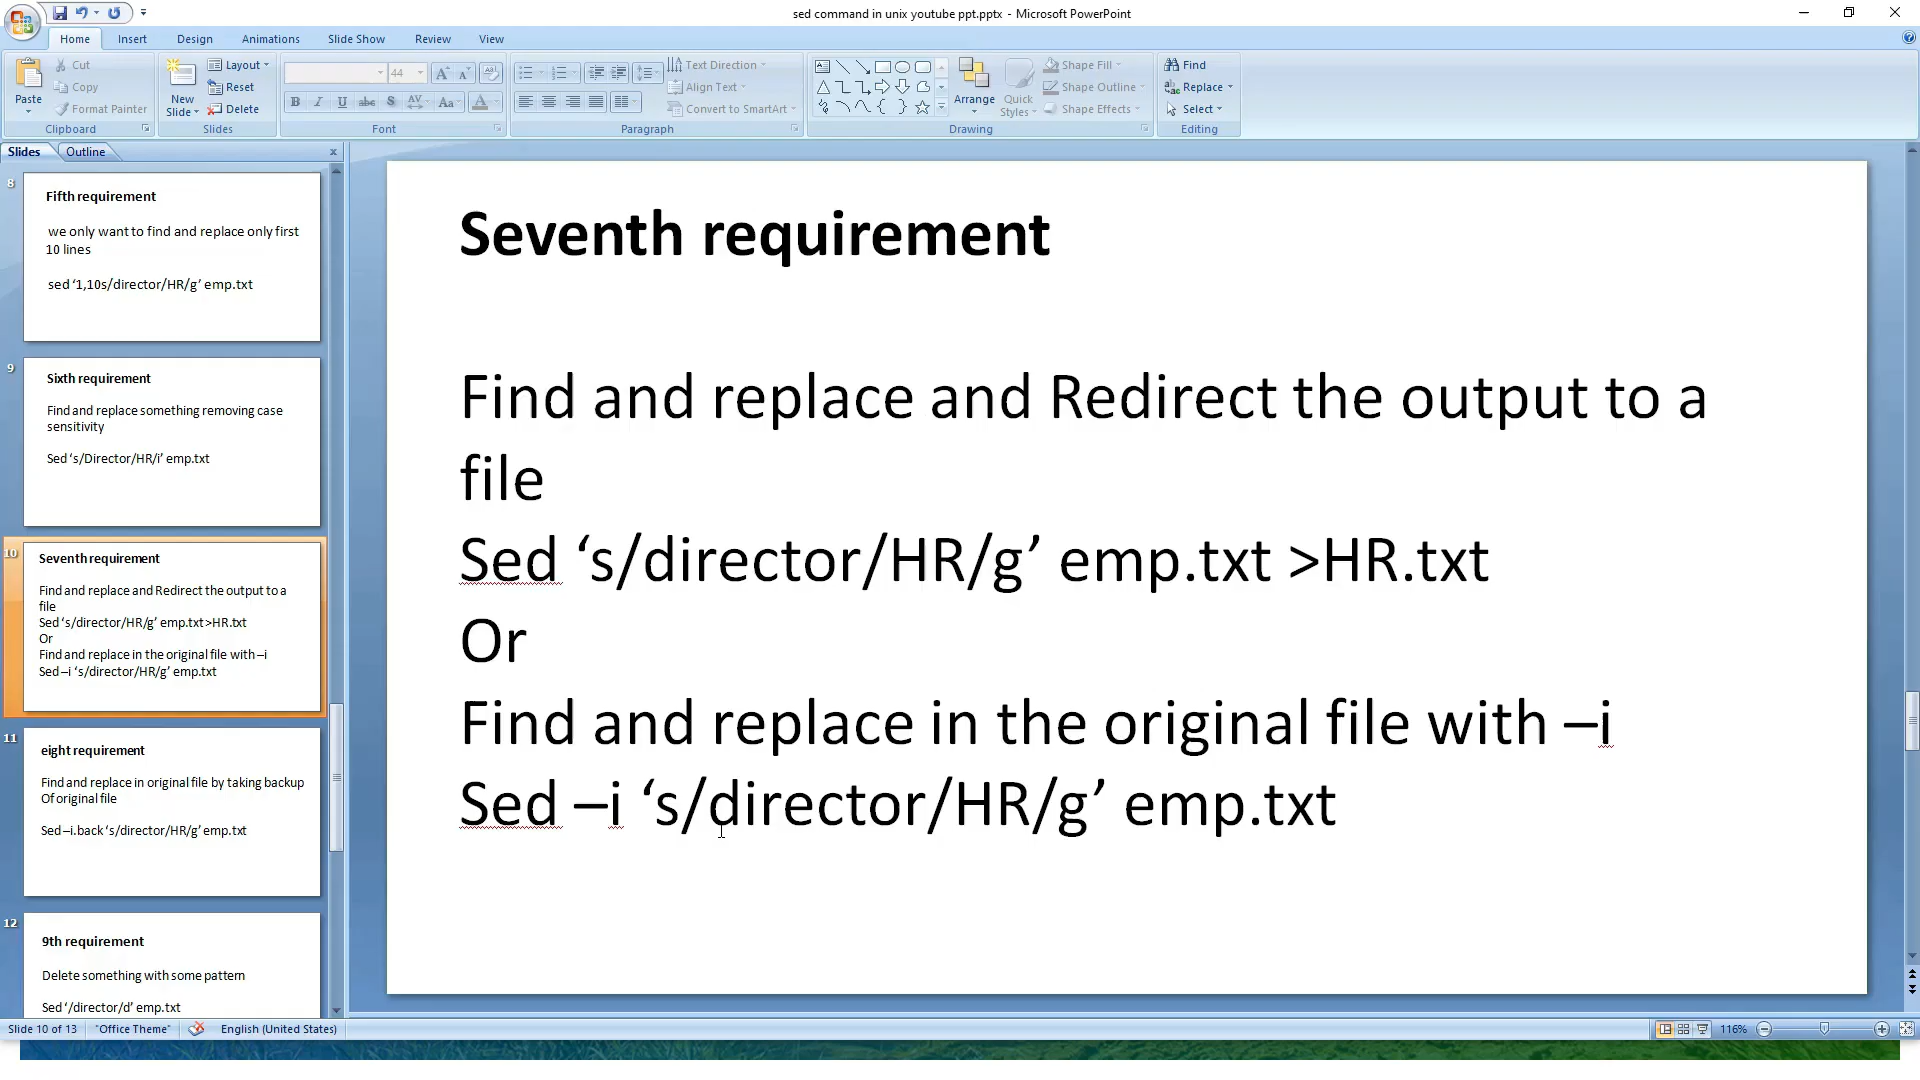 sed command in unix youtube ppt.pptx - Microsoft PowerPoint
Home Insert Design Animations Slide Show Review View
Paste
Cut
Copy
Format Painter
Clipboard
New
Slide
Layout
Reset
Delete
Slides
44
Font
Text Direction
Align Text
Convert to SmartArt
Paragraph
Arrange
Quick
Styles
Shape Fill
Shape Outline
Shape Effects
Drawing
Find
Replace
Select
Editing
Slides Outline x
8
Fifth requirement
we only want to find and replace only first
10 lines
sed ‘1,10s/director/HR/g’ emp.txt
9
Sixth requirement
Find and replace something removing case
sensitivity
Sed ‘s/Director/HR/i’ emp.txt
10
Seventh requirement
Find and replace and Redirect the output to a
file
Sed ‘s/director/HR/g’ emp.txt >HR.txt
Or
Find and replace in the original file with –i
Sed –i ‘s/director/HR/g’ emp.txt
11
eight requirement
Find and replace in original file by taking backup
Of original file
Sed –i.back ‘s/director/HR/g’ emp.txt
12
9th requirement
Delete something with some pattern
Sed ‘/director/d’ emp.txt
Seventh requirement
Find and replace and Redirect the output to a
file
Sed ‘s/director/HR/g’ emp.txt >HR.txt
Or
Find and replace in the original file with –i
Sed –i ‘s/director/HR/g’ emp.txt
Slide 10 of 13 "Office Theme" English (United States) 116%